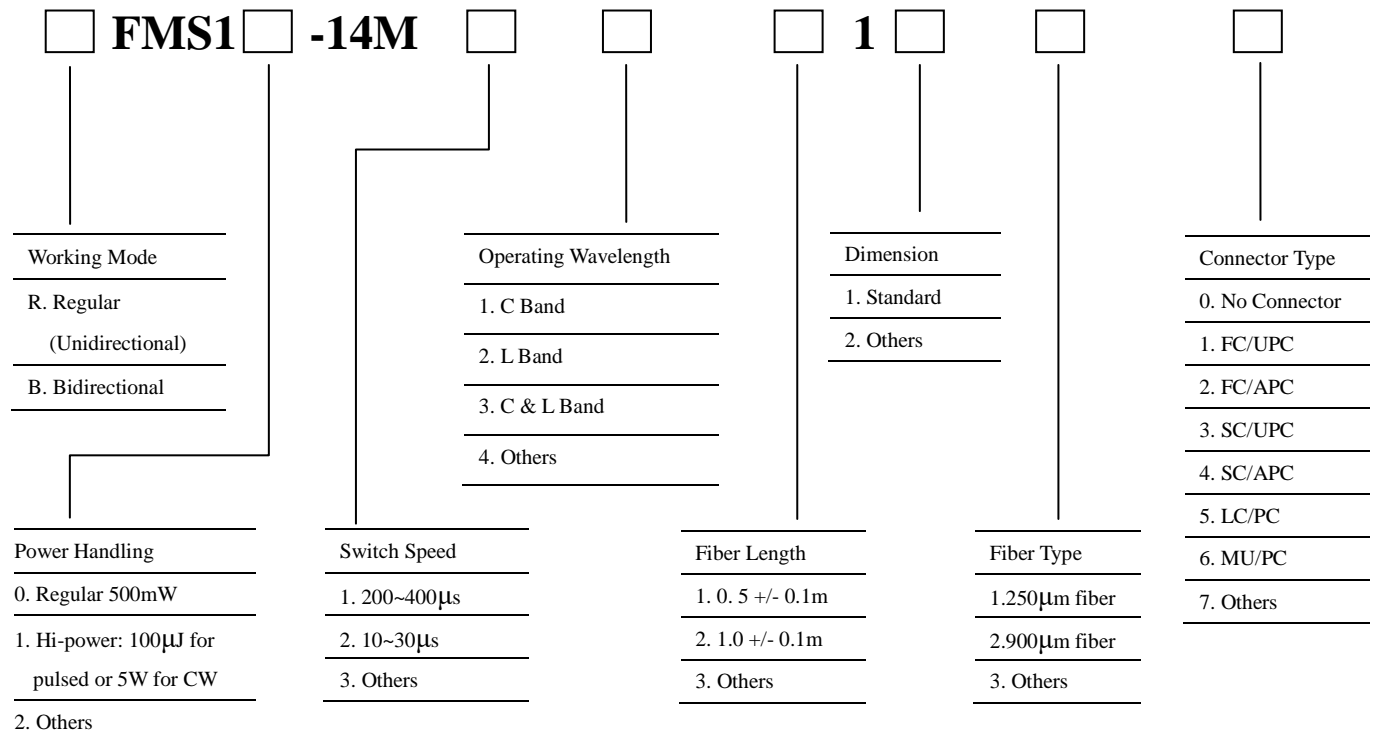 □ FMS1 □ -14M □ □ □ 1 □ □ □
Working Mode
R. Regular
(Unidirectional)
B. Bidirectional
Operating Wavelength
1. C Band
2. L Band
3. C & L Band
4. Others
Dimension
1. Standard
2. Others
Connector Type
0. No Connector
1. FC/UPC
2. FC/APC
3. SC/UPC
4. SC/APC
5. LC/PC
6. MU/PC
7. Others
Power Handling
0. Regular 500mW
1. Hi-power: 100μJ for
pulsed or 5W for CW
2. Others
Switch Speed
1. 200~400μs
2. 10~30μs
3. Others
Fiber Length
1. 0. 5 +/- 0.1m
2. 1.0 +/- 0.1m
3. Others
Fiber Type
1.250μm fiber
2.900μm fiber
3. Others